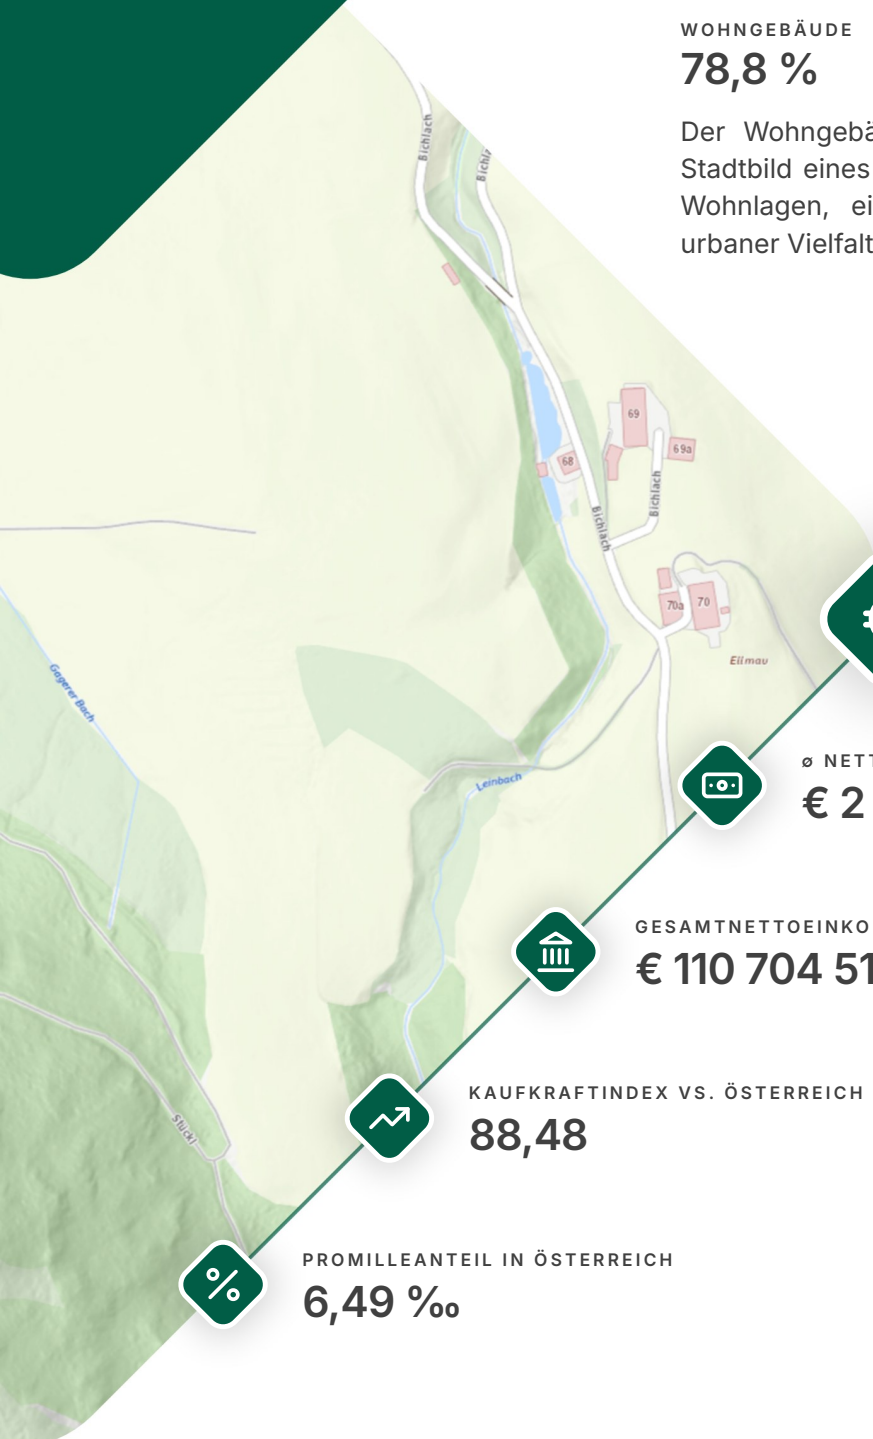 WOHNGEBÄUDE
78,8 %
Der Wohngebä
Stadtbild eines
Wohnlagen, ei
urbaner Vielfalt
Bichlach
Bichla
69
69a
68
Bichlach
Bichlach
70a
70
Ellmau
Gagerer Bach
Leinbach
Stückl
ø NETT
€ 2
GESAMTNETTOEINKO
€ 110 704 51
KAUFKRAFTINDEX VS. ÖSTERREICH
88,48
PROMILLEANTEIL IN ÖSTERREICH
6,49 ‰